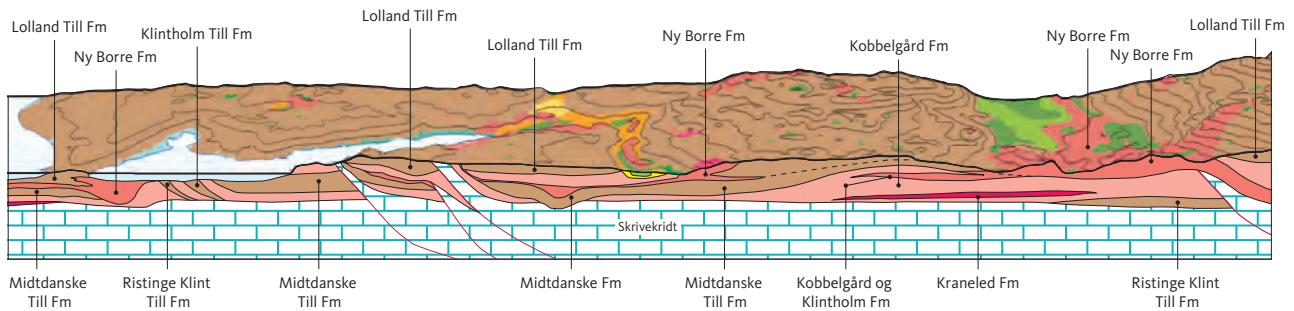 Lolland Till Fm
Ny Borre Fm
Klintholm Till Fm
Lolland Till Fm
Lolland Till Fm
Ny Borre Fm
Kobbelgård Fm
Ny Borre Fm
Ny Borre Fm
Lolland Till Fm
Skrivekridt
Midtdanske
Till Fm
Ristinge Klint
Till Fm
Midtdanske
Till Fm
Midtdanske Fm
Midtdanske
Till Fm
Kobbelgård og
Klintholm Fm
Kraneled Fm
Ristinge Klint
Till Fm